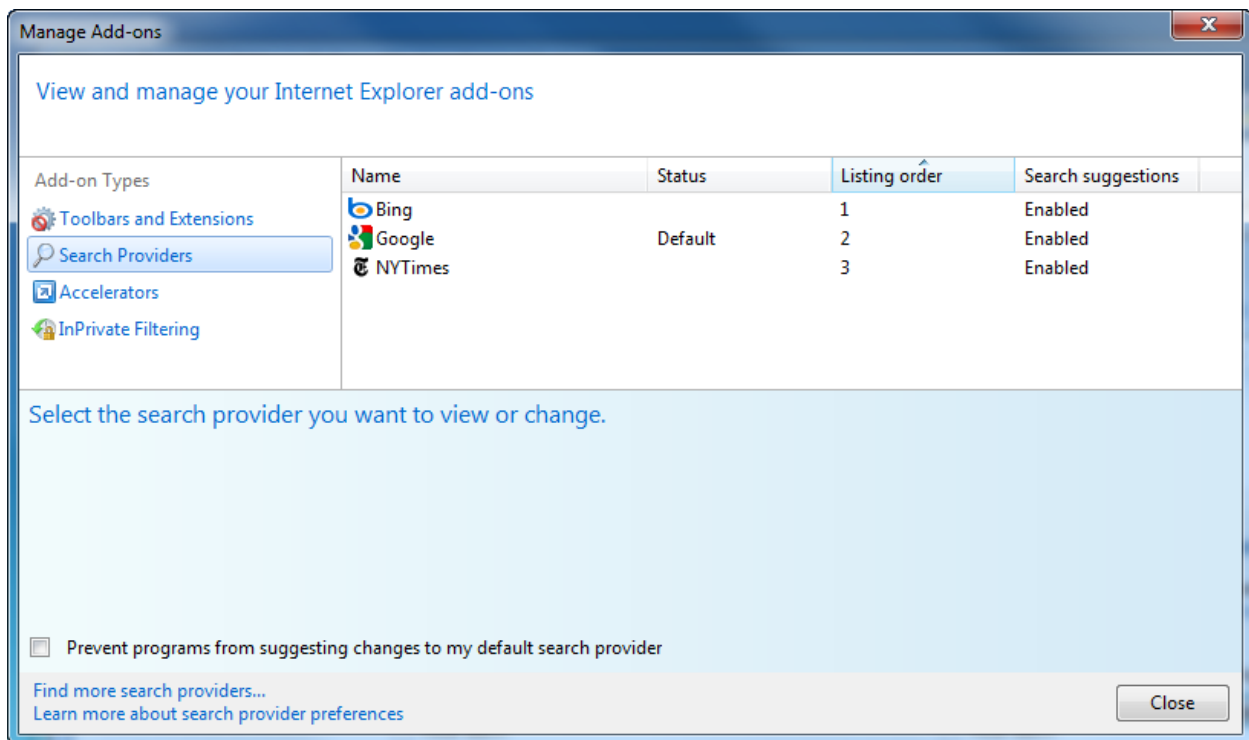 Manage Add-ons
View and manage your Internet Explorer add-ons
Add-on Types
Toolbars and Extensions
Search Providers
Accelerators
InPrivate Filtering
Name Status Listing order Search suggestions
Bing 1 Enabled
Google Default 2 Enabled
NYTimes 3 Enabled
Select the search provider you want to view or change.
Prevent programs from suggesting changes to my default search provider
Find more search providers...
Learn more about search provider preferences
Close